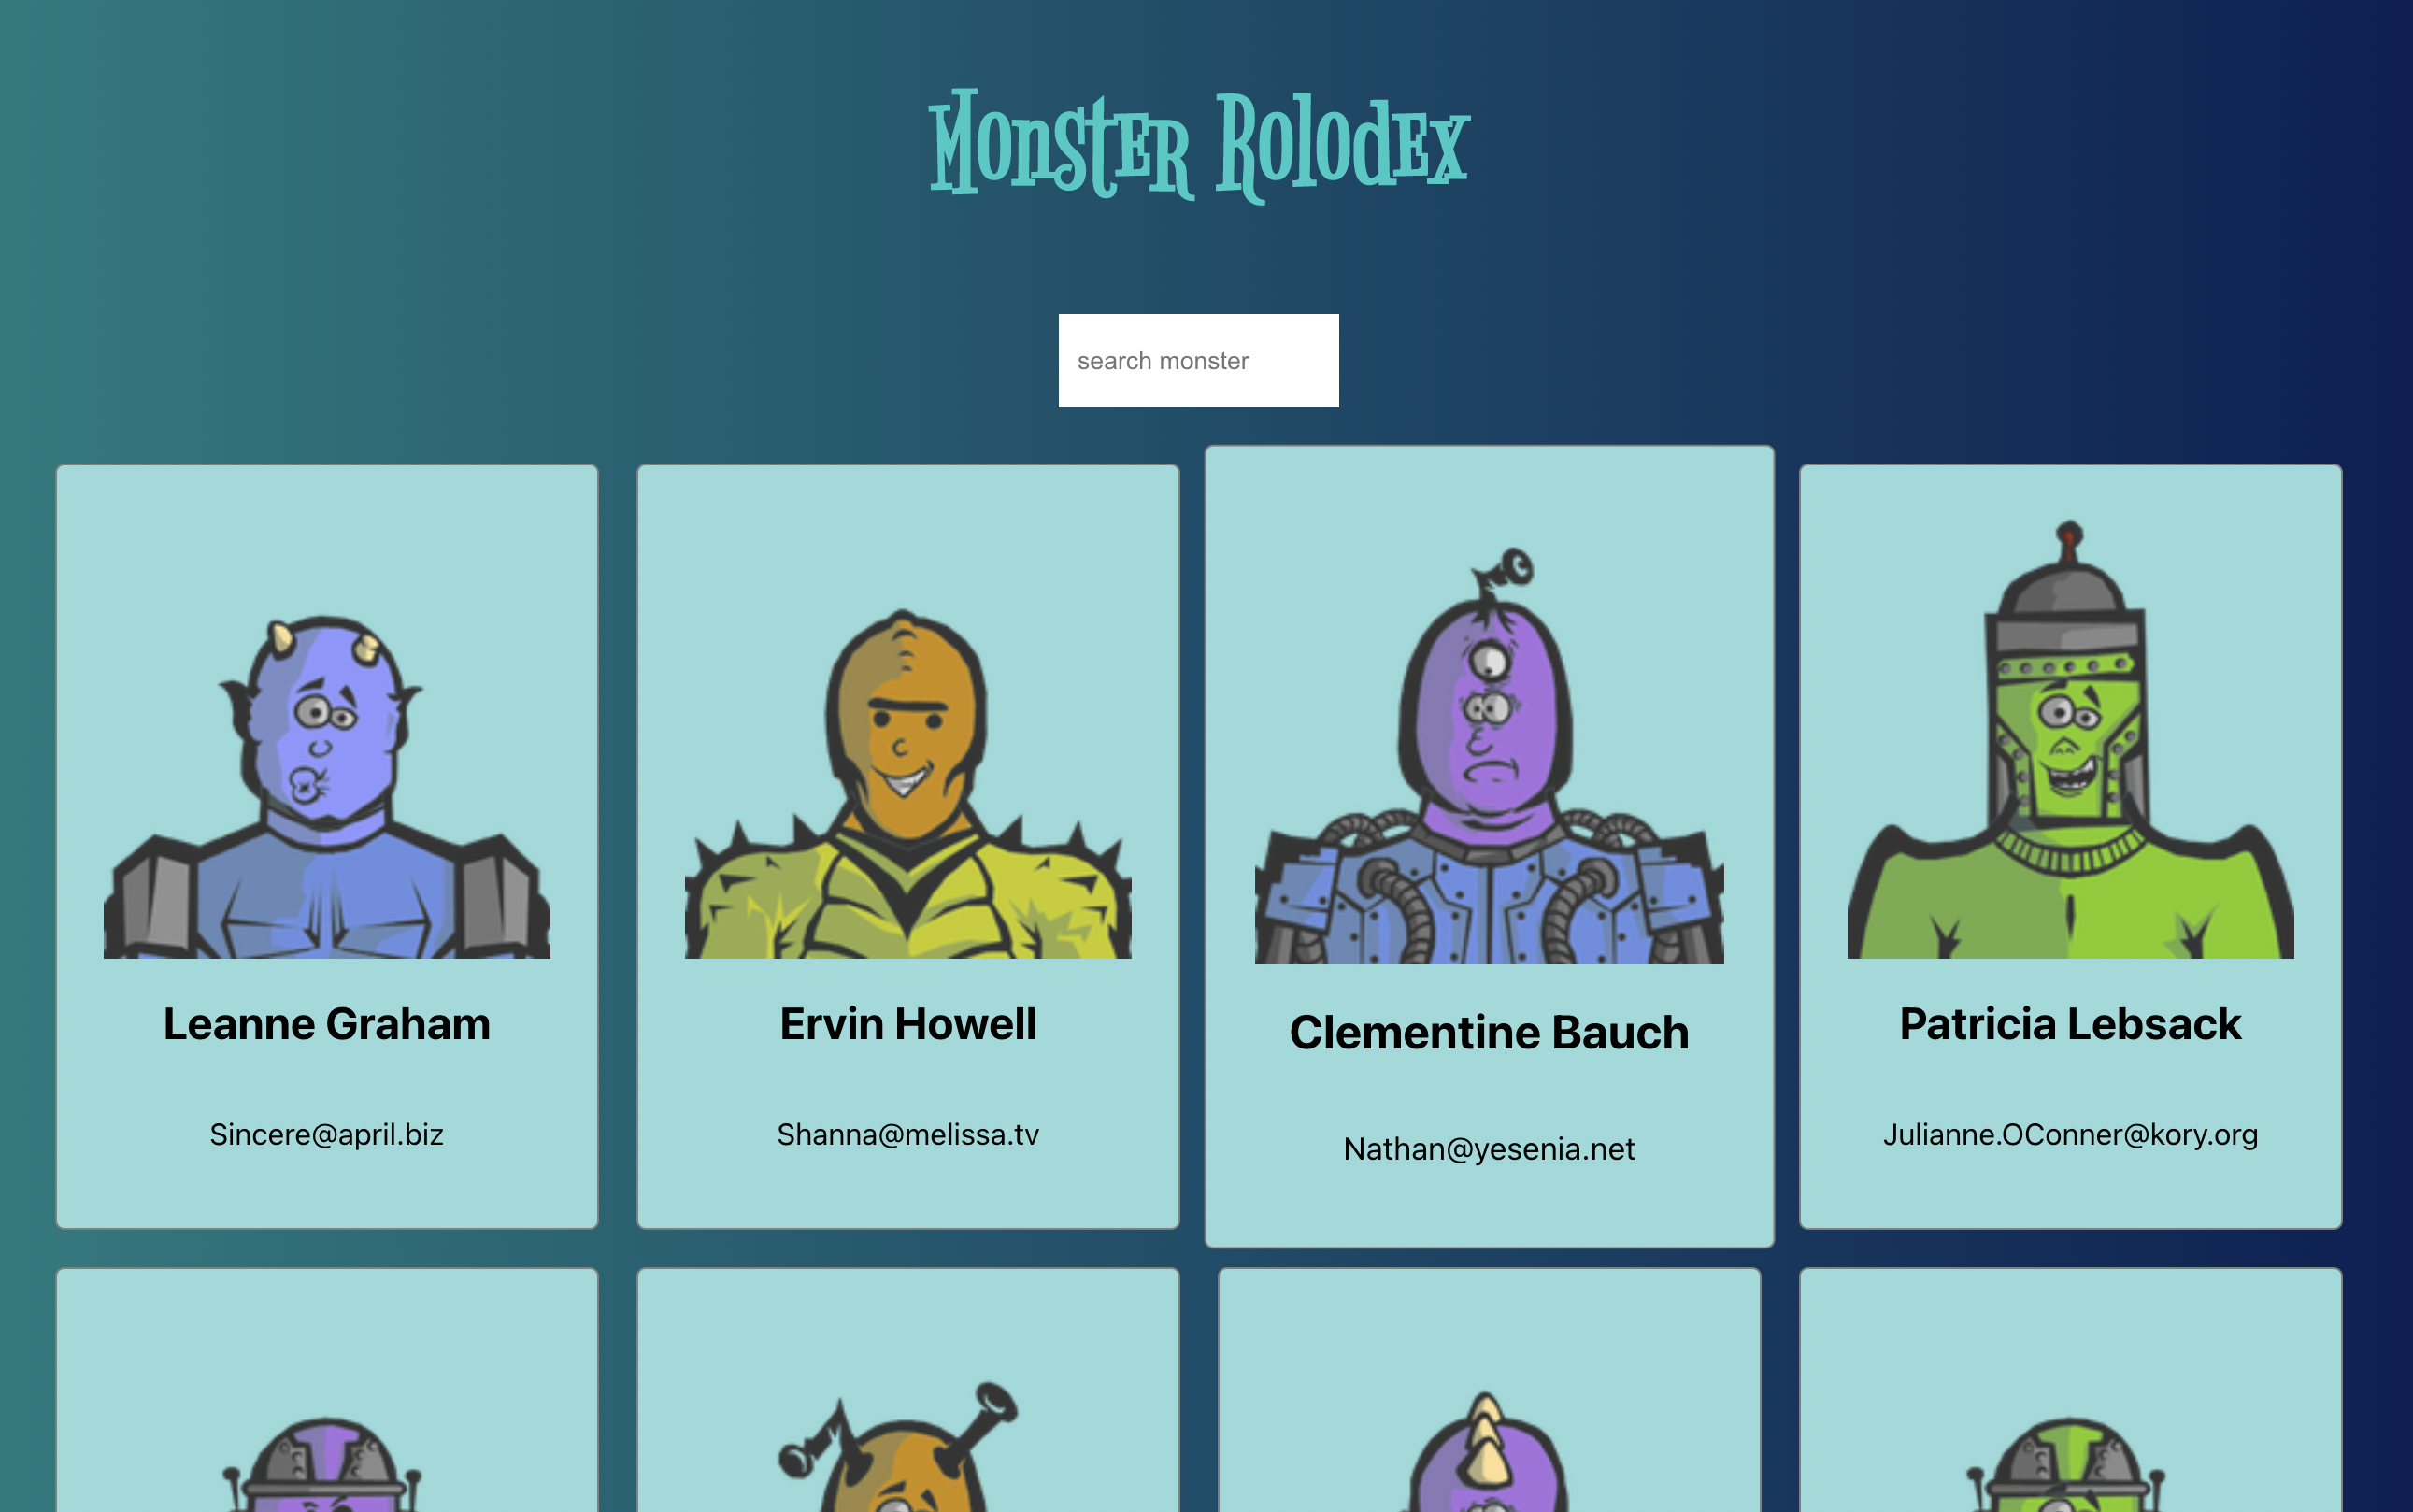 Monster Rolodex
search monster
Leanne Graham
Sincere@april.biz
Ervin Howell
Shanna@melissa.tv
Clementine Bauch
Nathan@yesenia.net
Patricia Lebsack
Julianne.OConner@kory.org